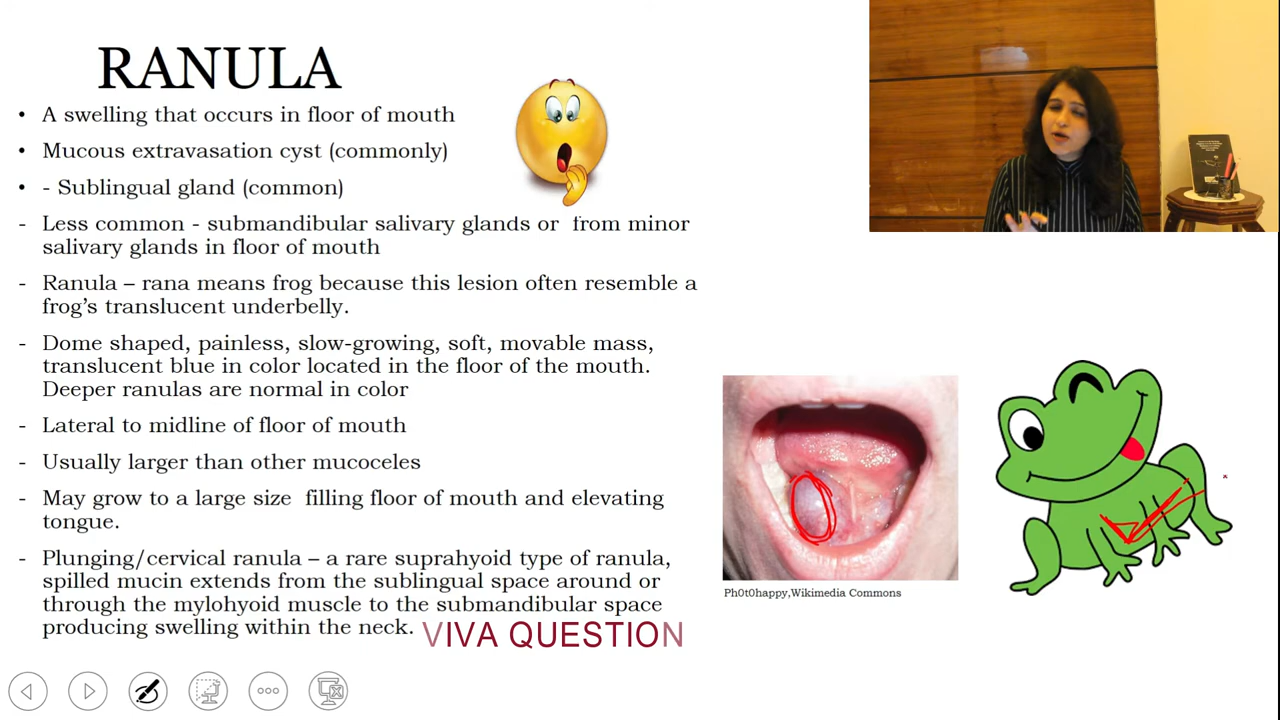 RANULA
• A swelling that occurs in floor of mouth
• Mucous extravasation cyst (commonly)
• - Sublingual gland (common)
- Less common - submandibular salivary glands or from minor
salivary glands in floor of mouth
- Ranula – rana means frog because this lesion often resemble a
frog's translucent underbelly.
- Dome shaped, painless, slow-growing, soft, movable mass,
translucent blue in color located in the floor of the mouth.
Deeper ranulas are normal in color
- Lateral to midline of floor of mouth
- Usually larger than other mucoceles
- May grow to a large size filling floor of mouth and elevating
tongue.
- Plunging/cervical ranula – a rare suprahyoid type of ranula,
spilled mucin extends from the sublingual space around or
through the mylohyoid muscle to the submandibular space
producing swelling within the neck.
VIVA QUESTION
Ph0t0happy,Wikimedia Commons